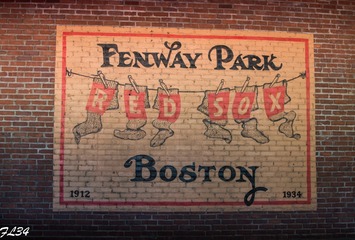 FENWAY PARK
RED SOX
BOSTON
1912 1934
FL34